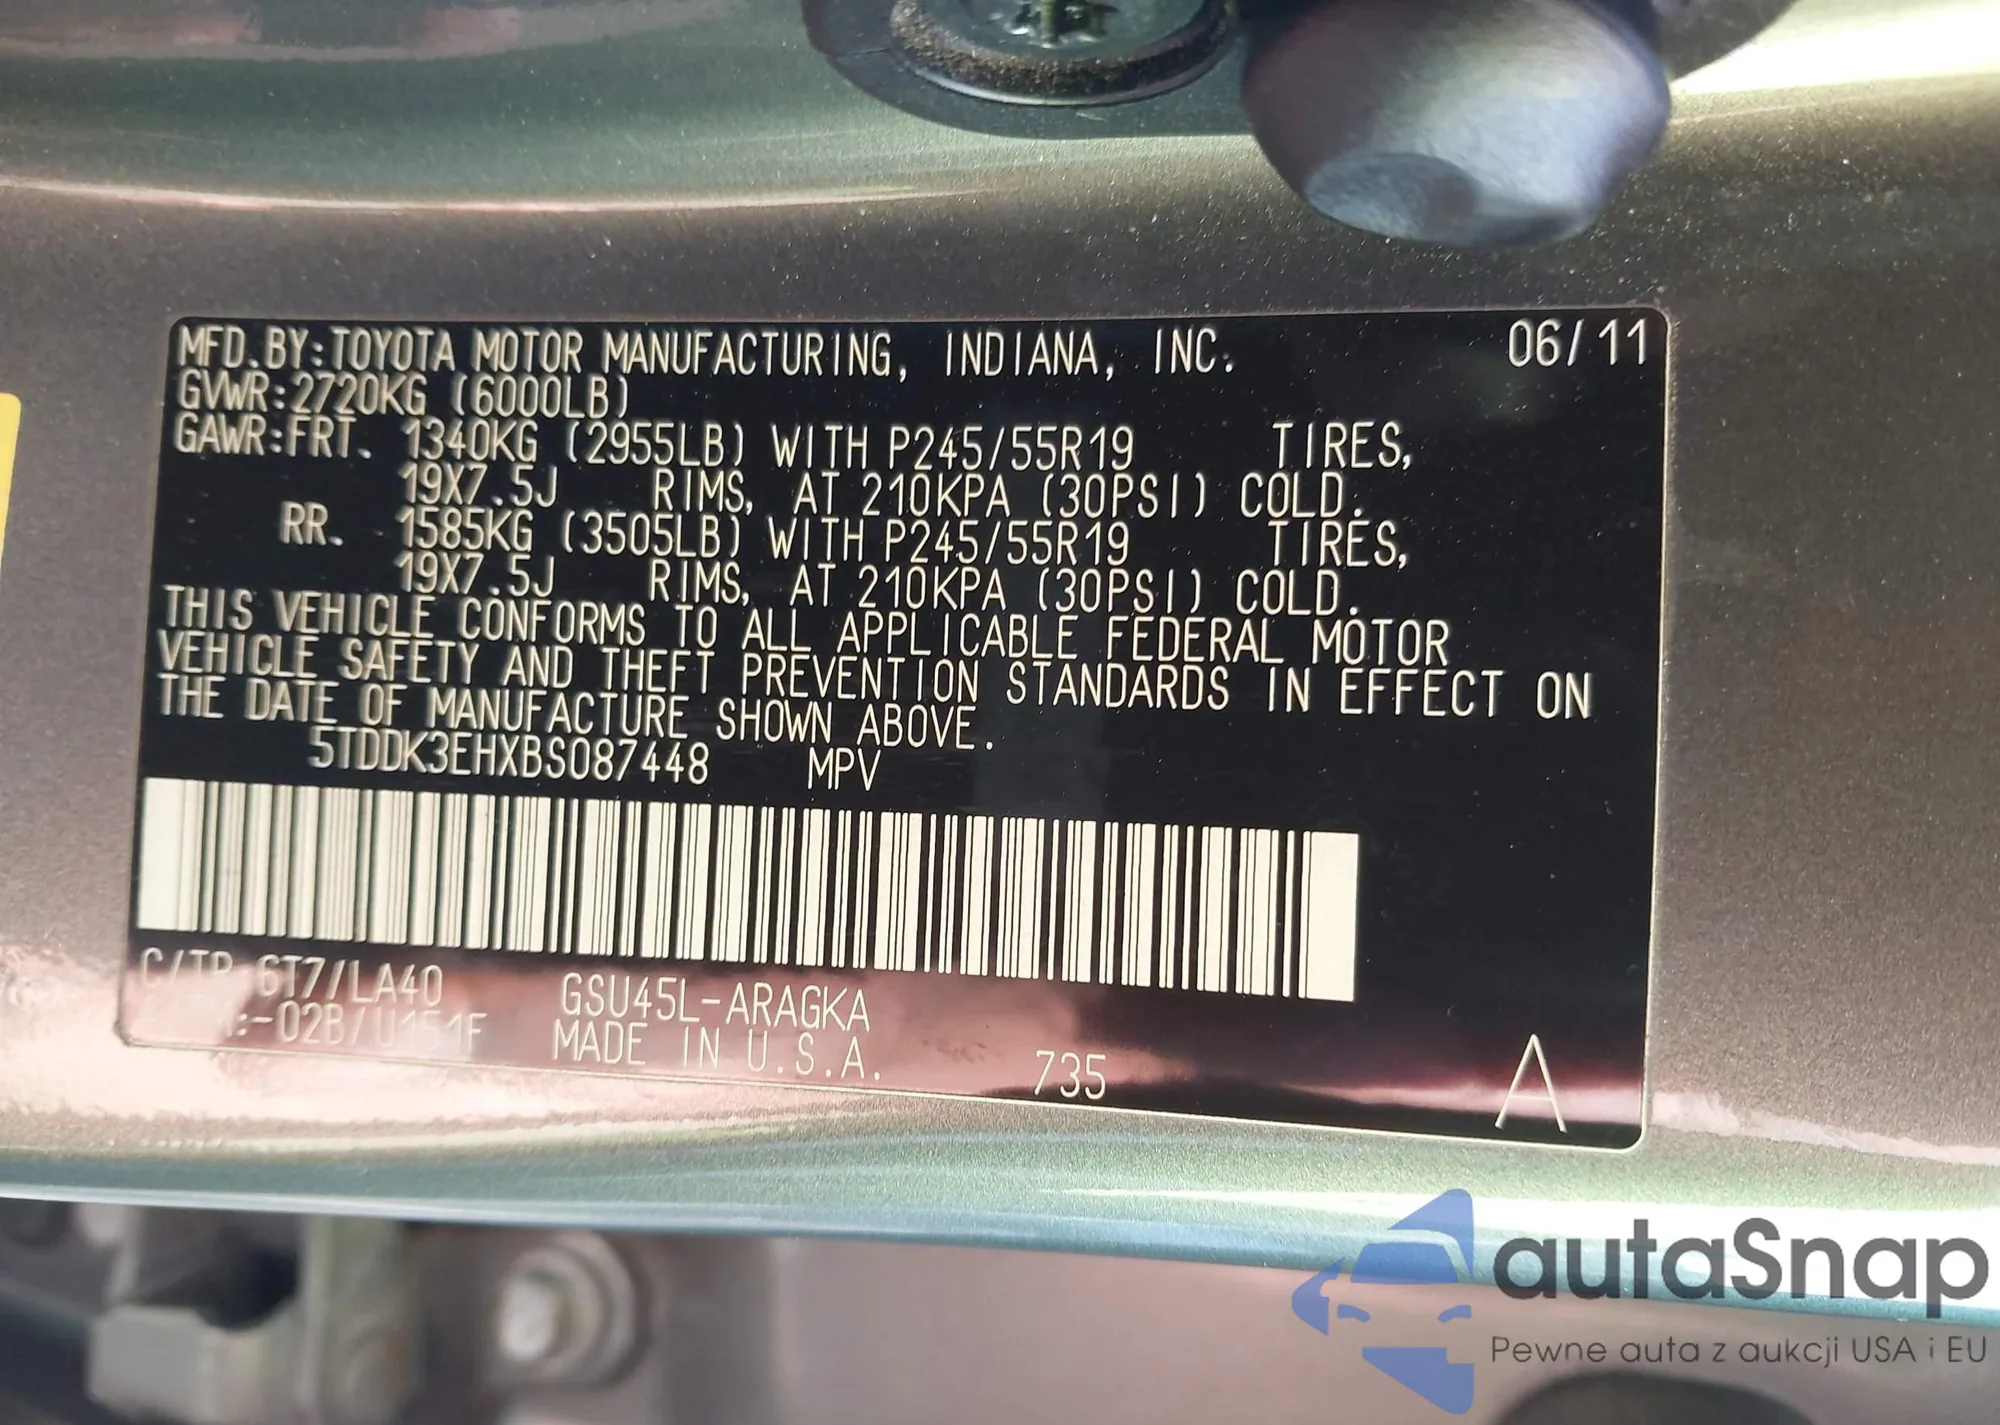 MFD.BY:TOYOTA MOTOR MANUFACTURING, INDIANA, INC. 06/11
GVWR:2720KG (6000LB)
GAWR:FRT. 1340KG (2955LB) WITH P245/55R19 TIRES,
19X7.5J RIMS, AT 210KPA (30PSI) COLD.
RR. 1585KG (3505LB) WITH P245/55R19 TIRES,
19X7.5J RIMS, AT 210KPA (30PSI) COLD.
THIS VEHICLE CONFORMS TO ALL APPLICABLE FEDERAL MOTOR
VEHICLE SAFETY AND THEFT PREVENTION STANDARDS IN EFFECT ON
THE DATE OF MANUFACTURE SHOWN ABOVE.
5TDDK3EHXBS087448 MPV
C/TR:6T7/LA40 GSU45L-ARAGKA
:-02B/U151F MADE IN U.S.A. 735 A
autaSnap
Pewne auta z aukcji USA i EU